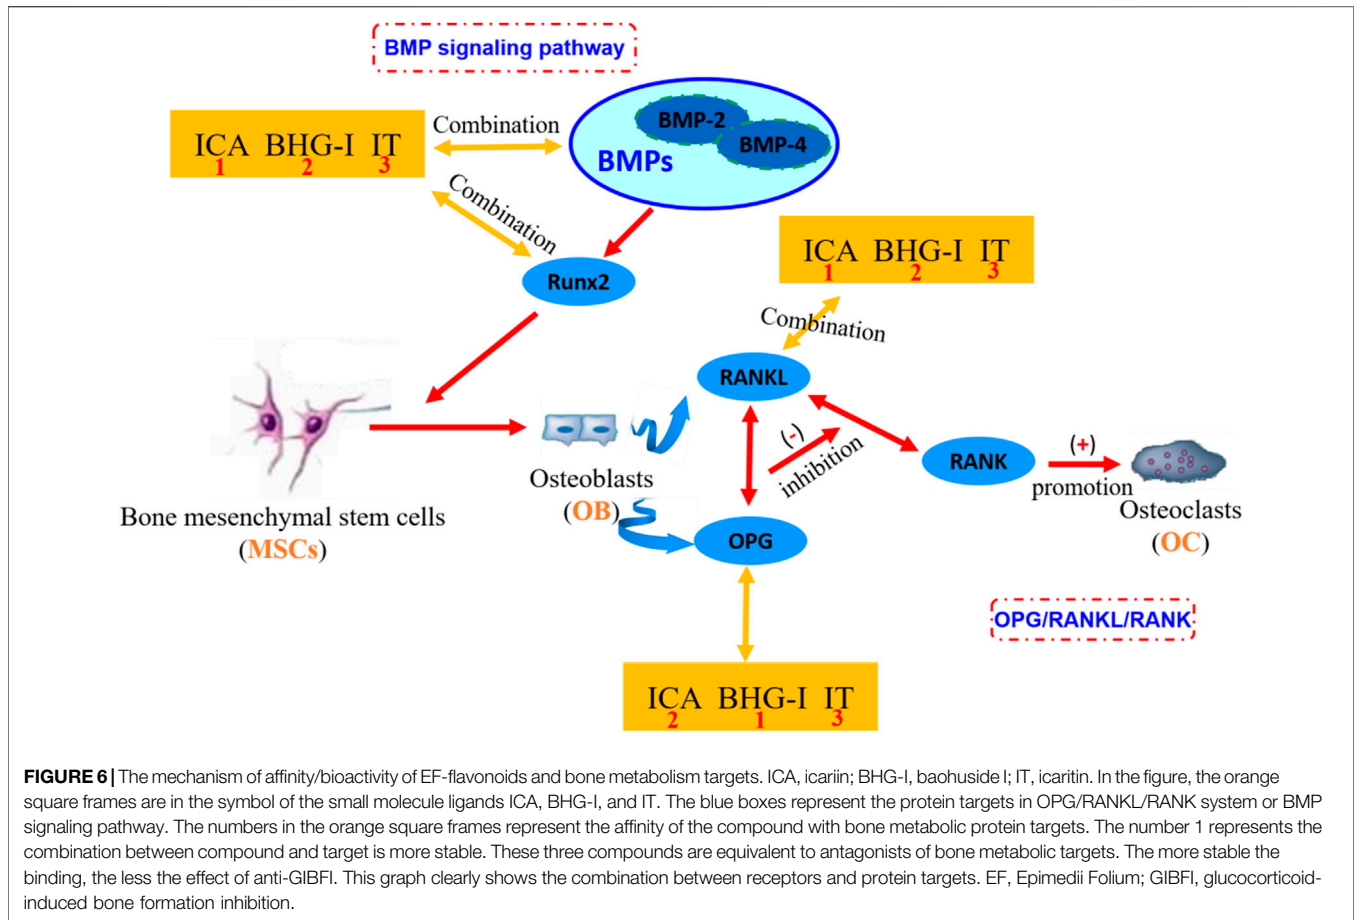 BMP signaling pathway
BMP-2
BMP-4
BMPs
Combination
ICA BHG-I IT
1 2 3
Combination
Runx2
ICA BHG-I IT
1 2 3
Combination
RANKL
(-)
inhibition
RANK
(+)
promotion
Osteoclasts
(OC)
Osteoblasts
(OB)
Bone mesenchymal stem cells
(MSCs)
OPG
OPG/RANKL/RANK
ICA BHG-I IT
2 1 3
FIGURE 6 | The mechanism of affinity/bioactivity of EF-flavonoids and bone metabolism targets. ICA, icariin; BHG-I, baohuside I; IT, icaritin. In the figure, the orange
square frames are in the symbol of the small molecule ligands ICA, BHG-I, and IT. The blue boxes represent the protein targets in OPG/RANKL/RANK system or BMP
signaling pathway. The numbers in the orange square frames represent the affinity of the compound with bone metabolic protein targets. The number 1 represents the
combination between compound and target is more stable. These three compounds are equivalent to antagonists of bone metabolic targets. The more stable the
binding, the less the effect of anti-GIBFI. This graph clearly shows the combination between receptors and protein targets. EF, Epimedii Folium; GIBFI, glucocorticoid-
induced bone formation inhibition.